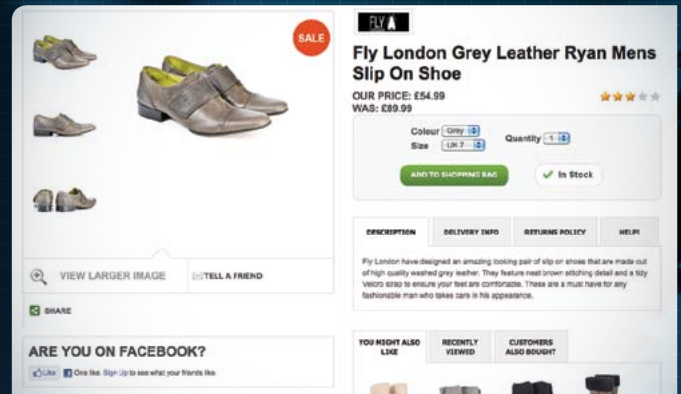 SALE
FLY
Fly London Grey Leather Ryan Mens
Slip On Shoe
OUR PRICE: £54.99
WAS: £89.99
Colour Grey
Size UK 7
Quantity 1
ADD TO SHOPPING BAG
In Stock
VIEW LARGER IMAGE
TELL A FRIEND
SHARE
DESCRIPTION
DELIVERY INFO
RETURNS POLICY
HELP!
Fly London have designed an amazing looking pair of slip on shoes that are made out
of high quality washed grey leather. They feature neat brown stitching detail and a tidy
Velcro strap to ensure your feet are comfortable. These are a must have for any
fashionable man who takes care in his appearance.
ARE YOU ON FACEBOOK?
Like
One like. Sign Up to see what your friends like.
YOU MIGHT ALSO
LIKE
RECENTLY
VIEWED
CUSTOMERS
ALSO BOUGHT?